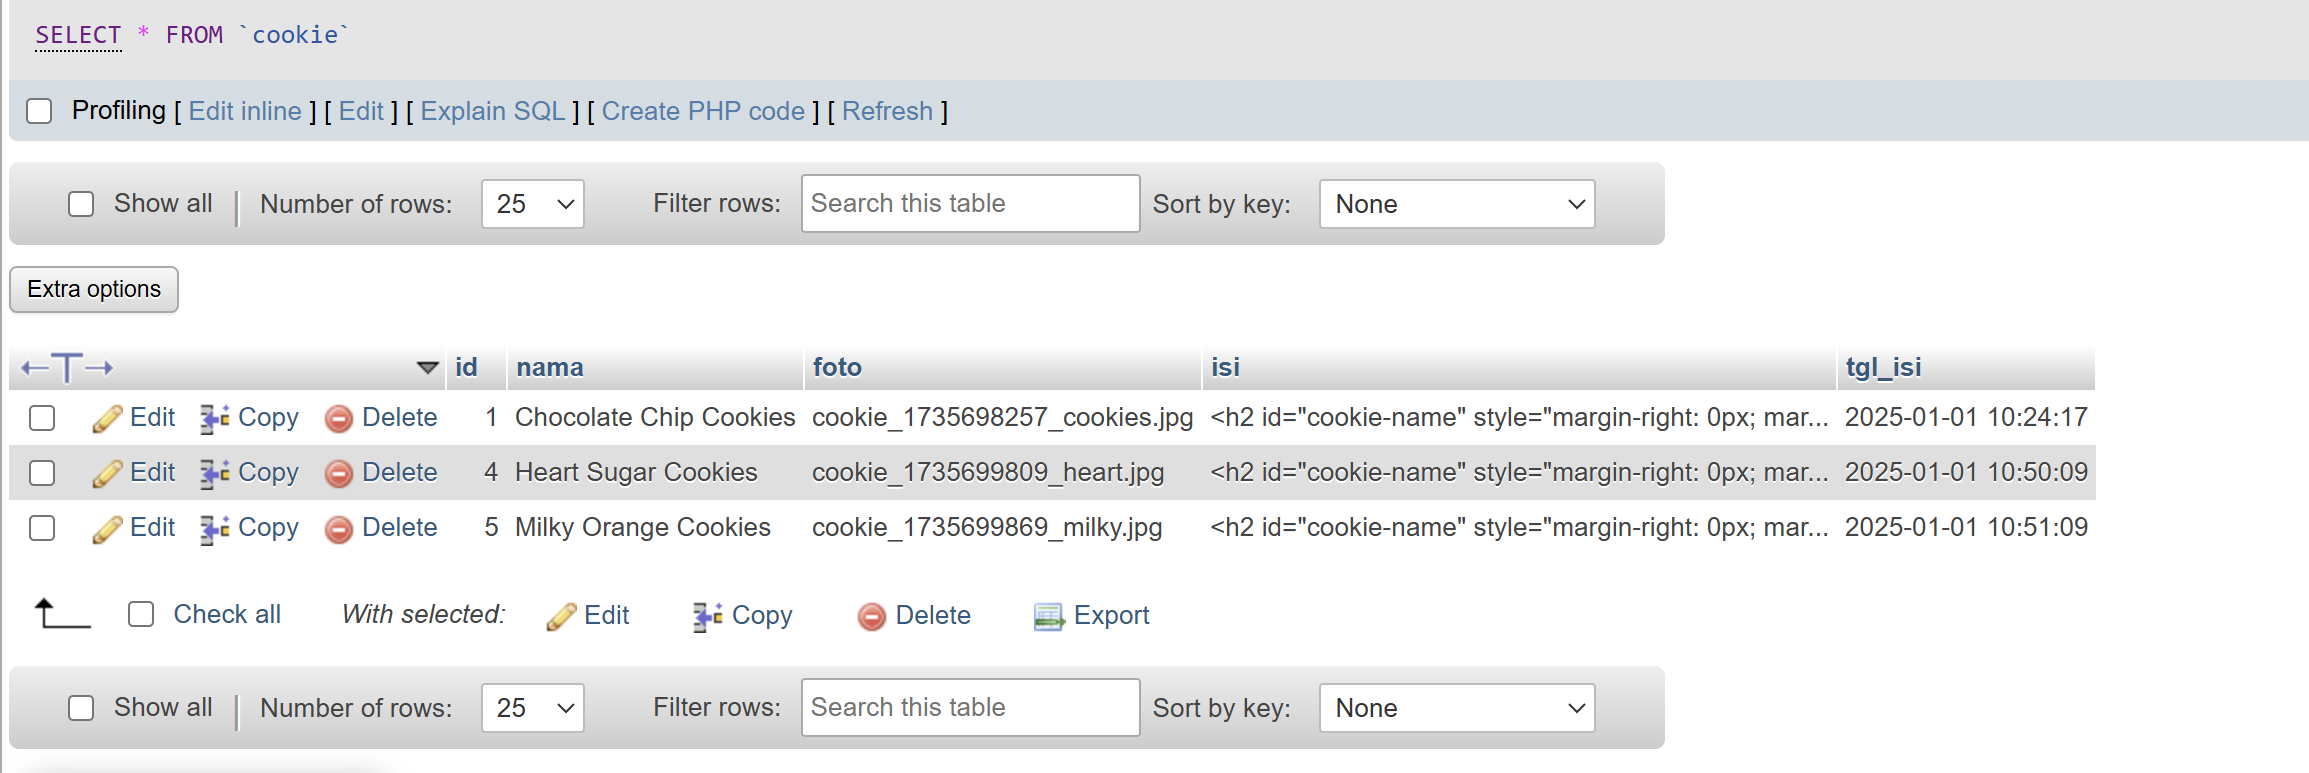 SELECT * FROM `cookie`
Profiling [ Edit inline ] [ Edit ] [ Explain SQL ] [ Create PHP code ] [ Refresh ]
Show all | Number of rows: 25 Filter rows: Search this table Sort by key: None
Extra options
←T→ id nama foto isi tgl_isi
Edit Copy Delete 1 Chocolate Chip Cookies cookie_1735698257_cookies.jpg <h2 id="cookie-name" style="margin-right: 0px; mar... 2025-01-01 10:24:17
Edit Copy Delete 4 Heart Sugar Cookies cookie_1735699809_heart.jpg <h2 id="cookie-name" style="margin-right: 0px; mar... 2025-01-01 10:50:09
Edit Copy Delete 5 Milky Orange Cookies cookie_1735699869_milky.jpg <h2 id="cookie-name" style="margin-right: 0px; mar... 2025-01-01 10:51:09
Check all With selected: Edit Copy Delete Export
Show all | Number of rows: 25 Filter rows: Search this table Sort by key: None